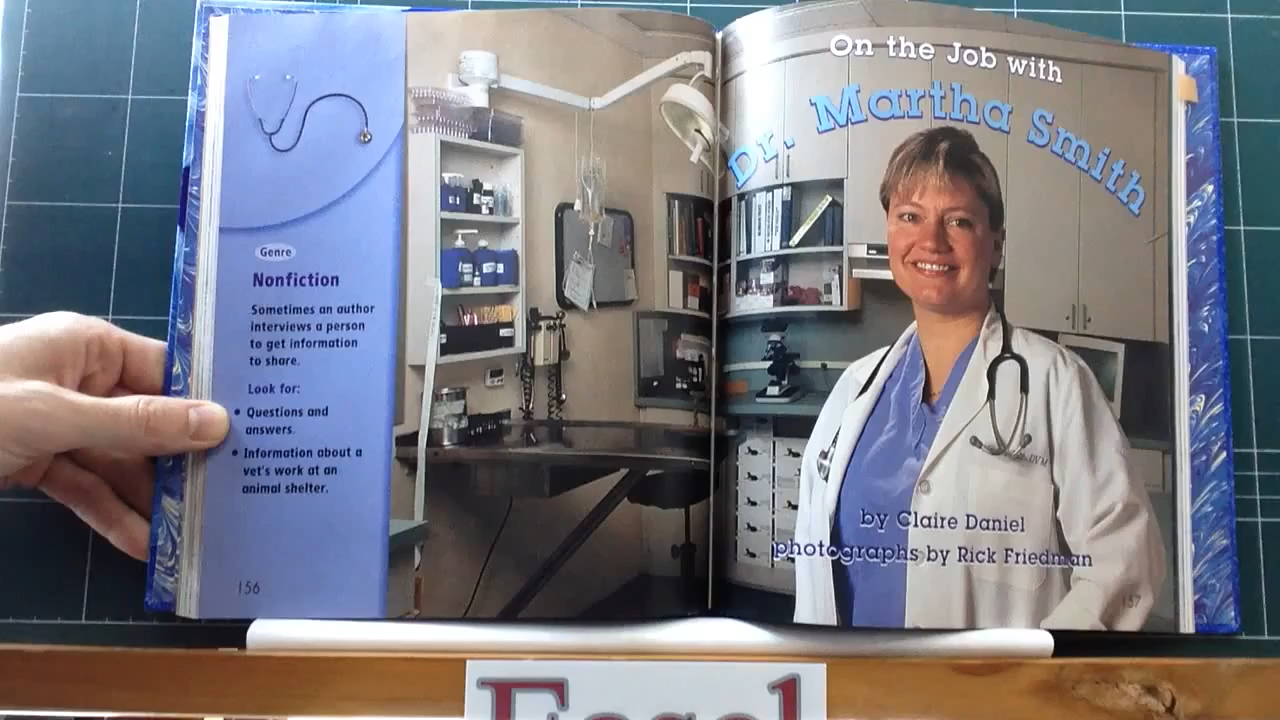 Genre
Nonfiction
Sometimes an author
interviews a person
to get information
to share.
Look for:
• Questions and
answers.
• Information about a
vet's work at an
animal shelter.
156
On the Job with
Dr. Martha Smith
DVM
by Claire Daniel
photographs by Rick Friedman
157